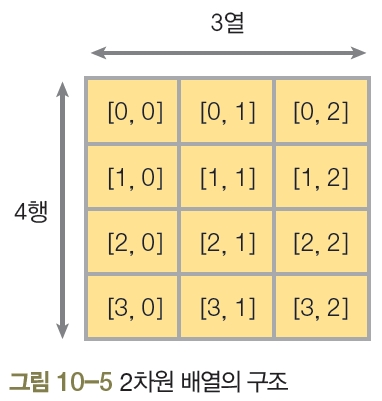 3열
[0, 0] [0, 1] [0, 2]
[1, 0] [1, 1] [1, 2]
4행
[2, 0] [2, 1] [2, 2]
[3, 0] [3, 1] [3, 2]
그림 10-5 2차원 배열의 구조